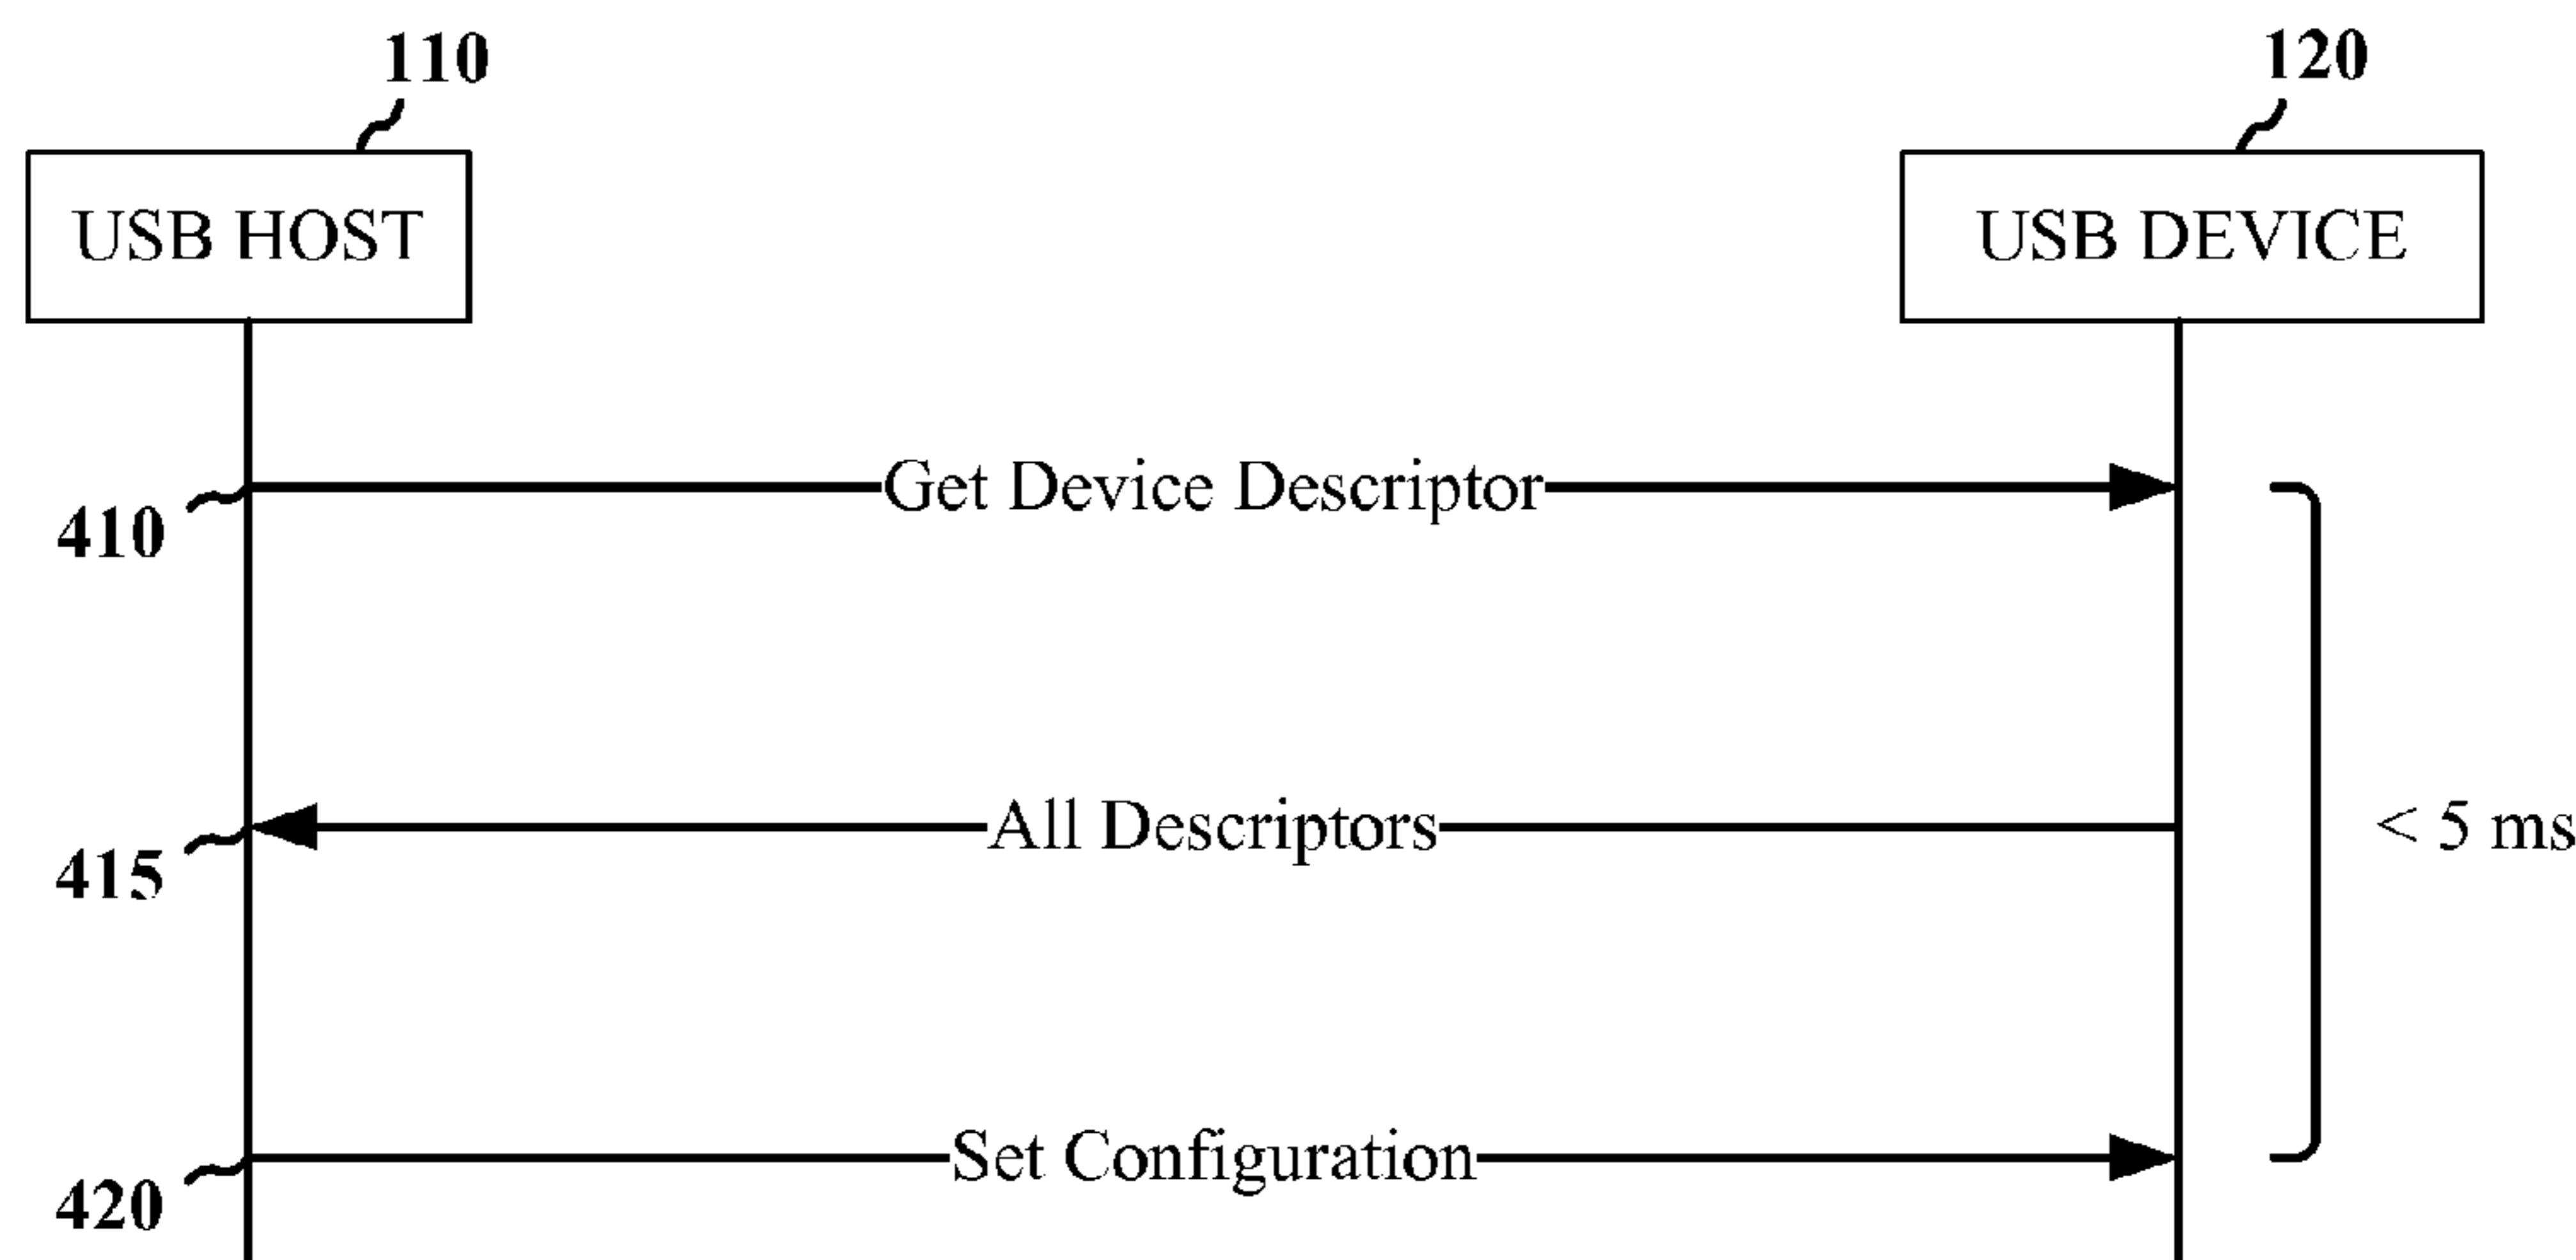 110
120
USB HOST
USB DEVICE
Get Device Descriptor
410
All Descriptors
< 5 ms
415
Set Configuration
420